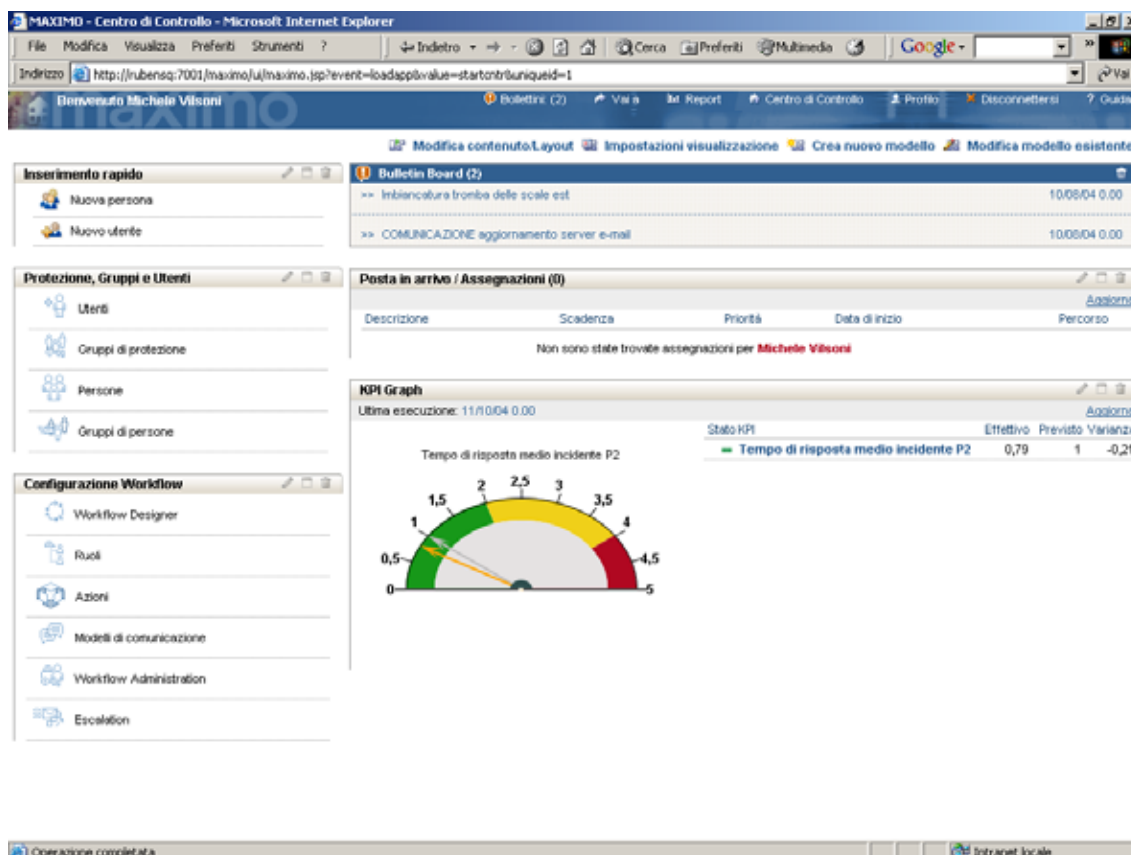 MAXIMO - Centro di Controllo - Microsoft Internet Explorer
File Modifica Visualizza Preferiti Strumenti ? Indietro Cerca Preferiti Multimedia Google
Indirizzo http://rubensq:7001/maximo/ui/maximo.jsp?event=loadapp&value=startcntr&uniqueid=1 Vai
Benvenuto Michele Vilsoni Bollettini: (2) Vai a Report Centro di Controllo Profilo Disconnettersi ? Guida
maximo
Modifica contenuto/Layout Impostazioni visualizzazione Crea nuovo modello Modifica modello esistente
Inserimento rapido
Nuova persona
Nuovo utente
Bulletin Board (2)
>> Imbiancatura tromba delle scale est 10/08/04 0.00
>> COMUNICAZIONE aggiornamento server e-mail 10/08/04 0.00
Protezione, Gruppi e Utenti
Utenti
Gruppi di protezione
Persone
Gruppi di persone
Posta in arrivo / Assegnazioni (0)
Aggiorna
Descrizione Scadenza Priorità Data di inizio Percorso
Non sono state trovate assegnazioni per Michele Vilsoni
Configurazione Workflow
Workflow Designer
Ruoli
Azioni
Modelli di comunicazione
Workflow Administration
Escalation
KPI Graph
Ultima esecuzione: 11/10/04 0.00 Aggiorna
Stato KPI Effettivo Previsto Varianza
Tempo di risposta medio incidente P2 0,79 1 -0,21
Tempo di risposta medio incidente P2
0 0,5 1 1,5 2 2,5 3 3,5 4 4,5 5
Operazione completata Intranet locale